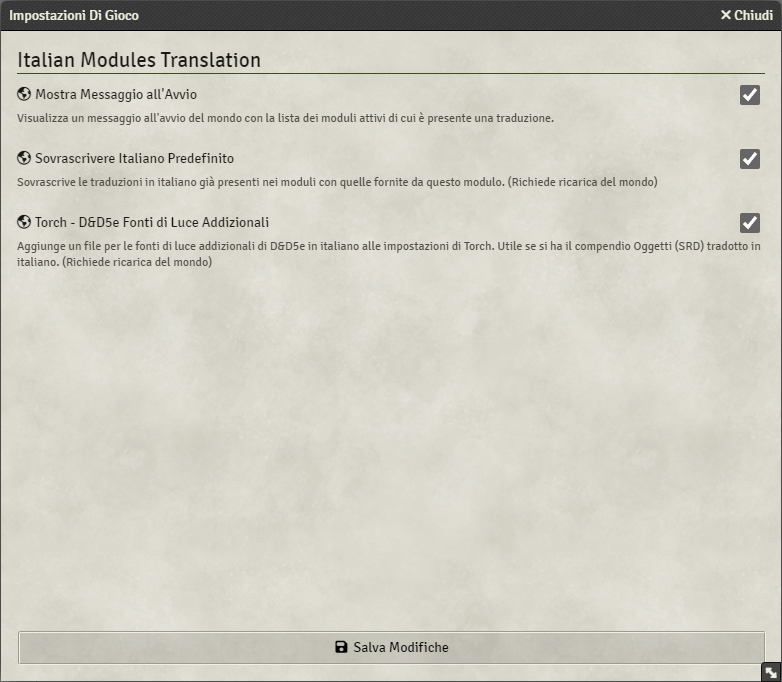 Impostazioni Di Gioco
Chiudi
Italian Modules Translation
Mostra Messaggio all'Avvio
Visualizza un messaggio all'avvio del mondo con la lista dei moduli attivi di cui è presente una traduzione.
Sovrascrivere Italiano Predefinito
Sovrascrive le traduzioni in italiano già presenti nei moduli con quelle fornite da questo modulo. (Richiede ricarica del mondo)
Torch - D&D5e Fonti di Luce Addizionali
Aggiunge un file per le fonti di luce addizionali di D&D5e in italiano alle impostazioni di Torch. Utile se si ha il compendio Oggetti (SRD) tradotto in
italiano. (Richiede ricarica del mondo)
Salva Modifiche